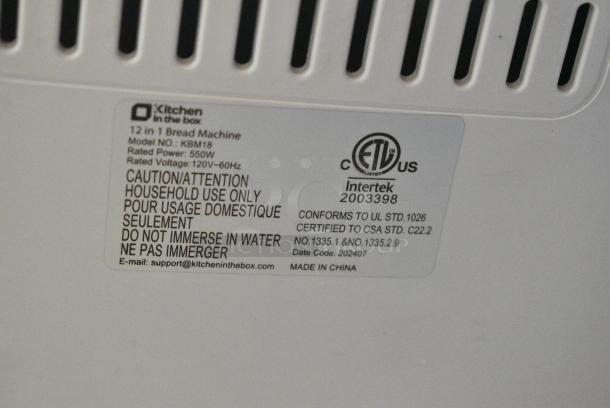 Kitchen
in the box
12 in 1 Bread Machine
Model NO.: KBM18
Rated Power: 550W
Rated Voltage:120V~60Hz
CAUTION/ATTENTION
HOUSEHOLD USE ONLY
POUR USAGE DOMESTIQUE
SEULEMENT
DO NOT IMMERSE IN WATER
NE PAS IMMERGER
E-mail: support@kitcheninthebox.com
C ETL US
LISTED
Intertek
2003398
CONFORMS TO UL STD.1026
CERTIFIED TO CSA STD. C22.2
NO.1335.1 &NO.1335.2.9
Date Code: 202407
MADE IN CHINA